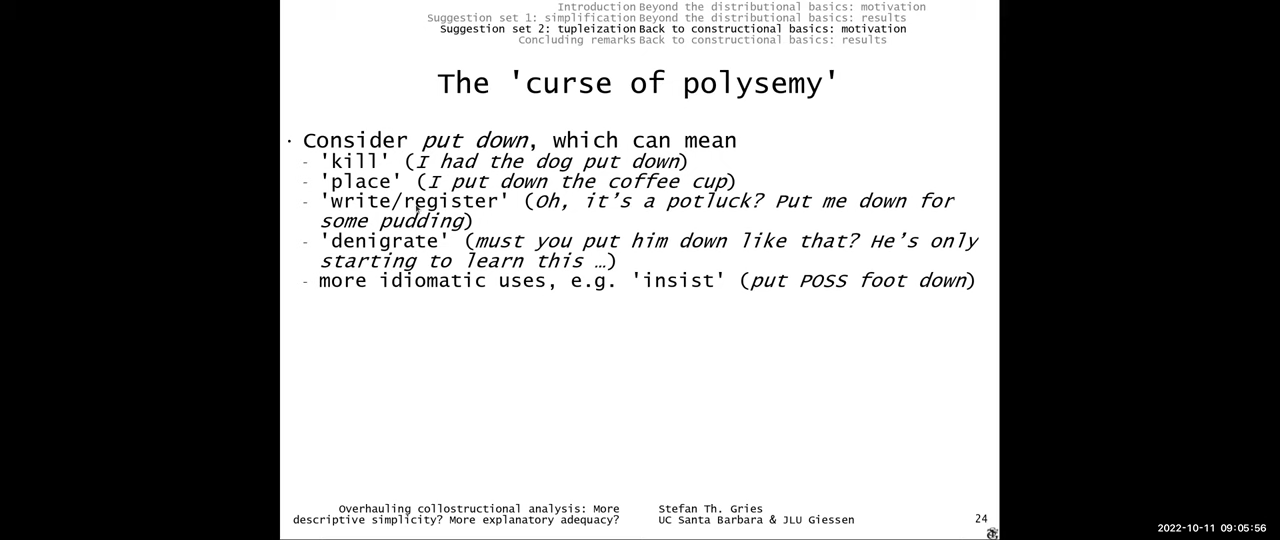 Introduction Beyond the distributional basics: motivation
Suggestion set 1: simplification Beyond the distributional basics: results
Suggestion set 2: tupleization Back to constructional basics: motivation
Concluding remarks Back to constructional basics: results
The 'curse of polysemy'
· Consider put down, which can mean
- 'kill' (I had the dog put down)
- 'place' (I put down the coffee cup)
- 'write/register' (Oh, it's a potluck? Put me down for
some pudding)
- 'denigrate' (must you put him down like that? He's only
starting to learn this …)
- more idiomatic uses, e.g. 'insist' (put POSS foot down)
Overhauling collostructional analysis: More
descriptive simplicity? More explanatory adequacy?
Stefan Th. Gries
UC Santa Barbara & JLU Giessen
24
2022-10-11 09:05:56